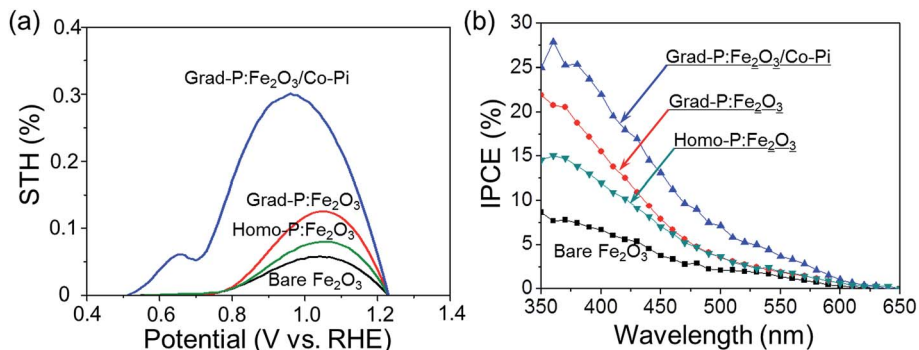 (a)
0.4
0.3
0.2
0.1
0
STH (%)
Grad-P:Fe₂O₃/Co-Pi
Grad-P:Fe₂O₃
Homo-P:Fe₂O₃
Bare Fe₂O₃
0.4 0.6 0.8 1.0 1.2 1.4
Potential (V vs. RHE)
(b)
30
25
20
15
10
5
0
IPCE (%)
Grad-P:Fe₂O₃/Co-Pi
Grad-P:Fe₂O₃
Homo-P:Fe₂O₃
Bare Fe₂O₃
350 400 450 500 550 600 650
Wavelength (nm)